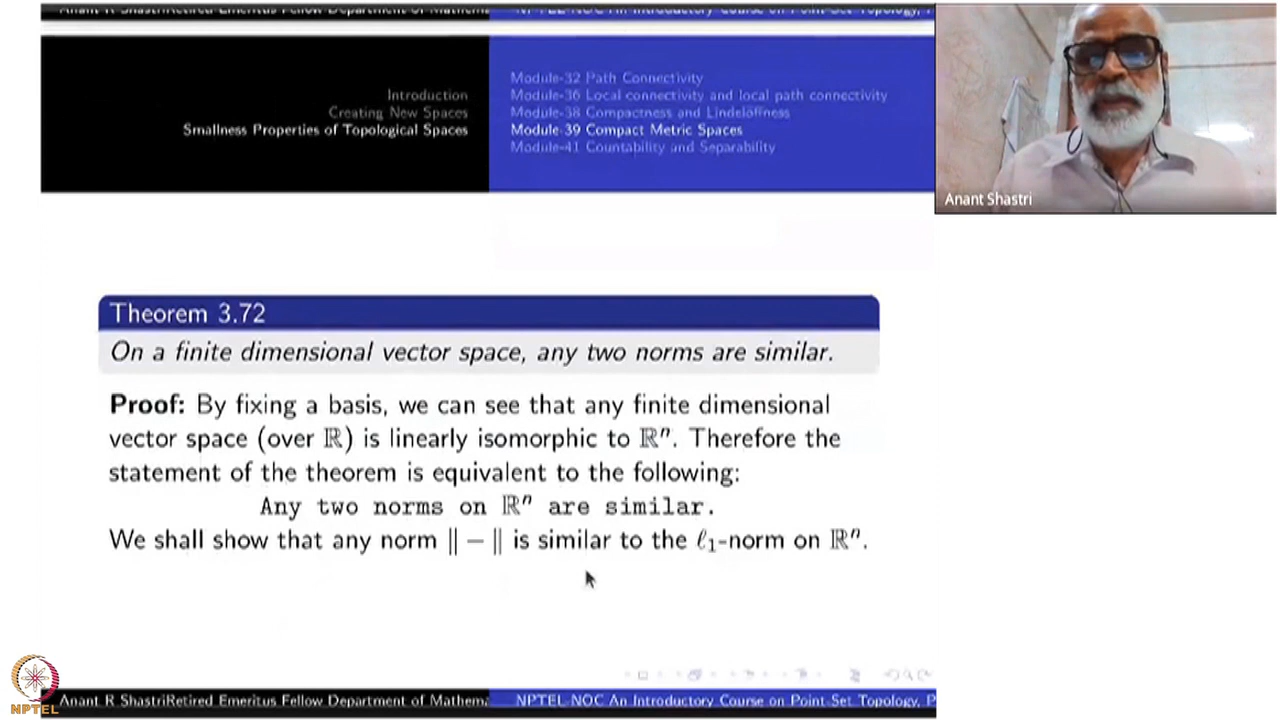 Introduction
Creating New Spaces
Smallness Properties of Topological Spaces
Module-32 Path Connectivity
Module-36 Local connectivity and local path connectivity
Module-38 Compactness and Lindelöffness
Module-39 Compact Metric Spaces
Module-41 Countability and Separability
Anant Shastri
Theorem 3.72
On a finite dimensional vector space, any two norms are similar.
Proof: By fixing a basis, we can see that any finite dimensional
vector space (over ℝ) is linearly isomorphic to ℝⁿ. Therefore the
statement of the theorem is equivalent to the following:
Any two norms on ℝⁿ are similar.
We shall show that any norm ‖ − ‖ is similar to the ℓ₁-norm on ℝⁿ.
NPTEL
Anant R ShastriRetired Emeritus Fellow Department of Mathema
NPTEL-NOC An Introductory Course on Point-Set Topology, P